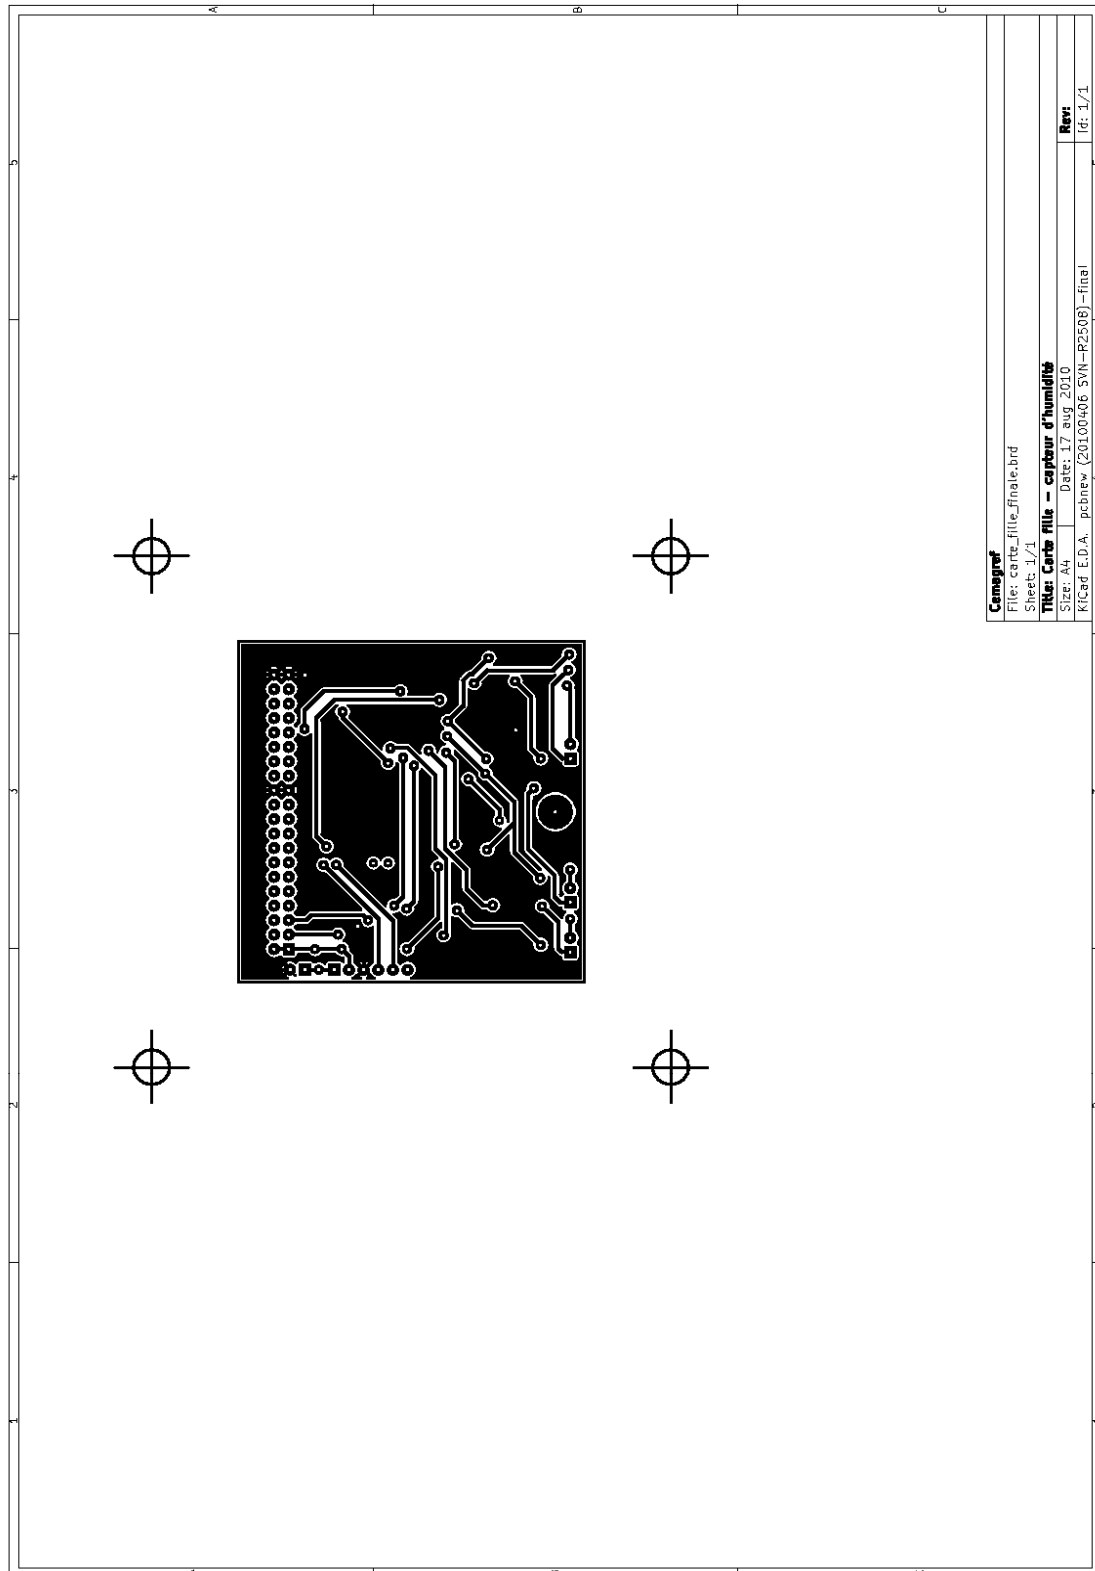 Cemagref
File: carte_fille_finale.brd
Sheet: 1/1
Title: Carte fille - capteur d'humidité
Size: A4 Date: 17 aug 2010 Rev:
KiCad E.D.A. pcbnew (20100406 SVN-R2508)-final Id: 1/1
A
B
C
5
4
3
2
1